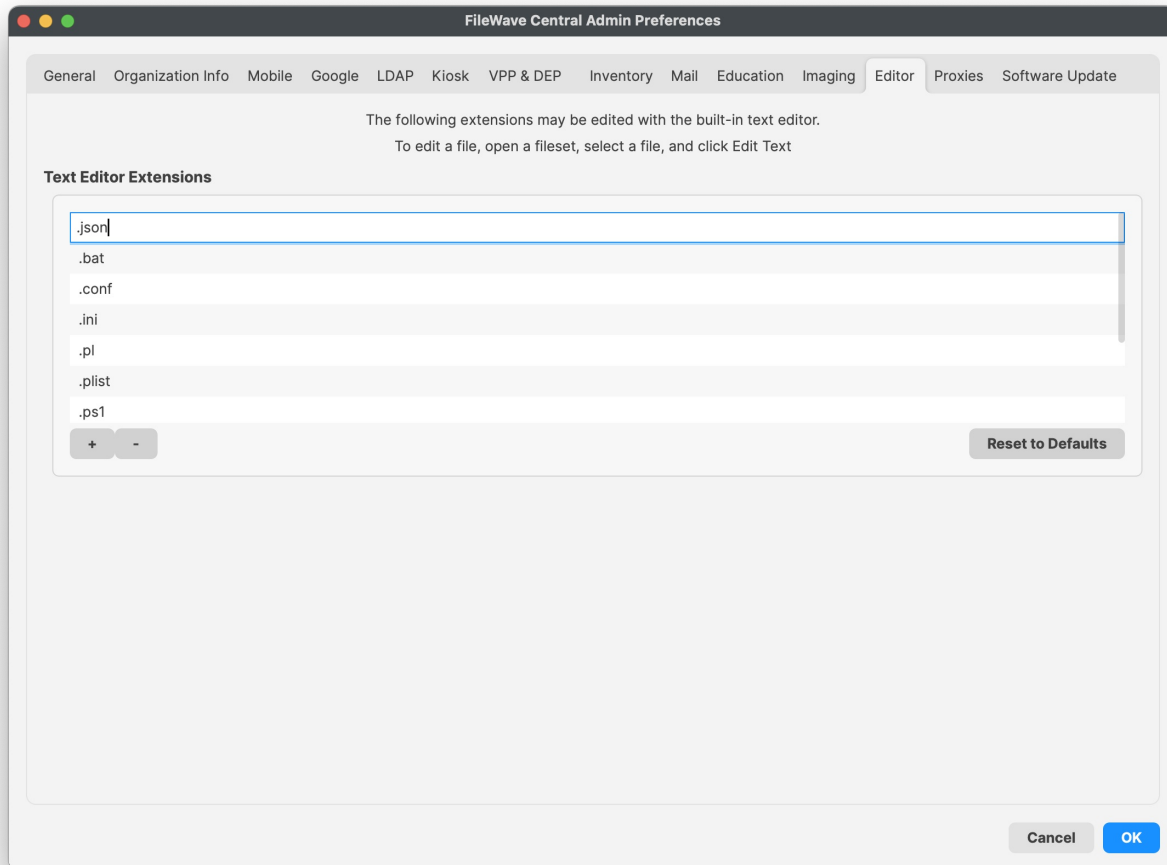 FileWave Central Admin Preferences
General Organization Info Mobile Google LDAP Kiosk VPP & DEP Inventory Mail Education Imaging Editor Proxies Software Update
The following extensions may be edited with the built-in text editor.
To edit a file, open a fileset, select a file, and click Edit Text
Text Editor Extensions
.json
.bat
.conf
.ini
.pl
.plist
.ps1
+ - Reset to Defaults
Cancel OK